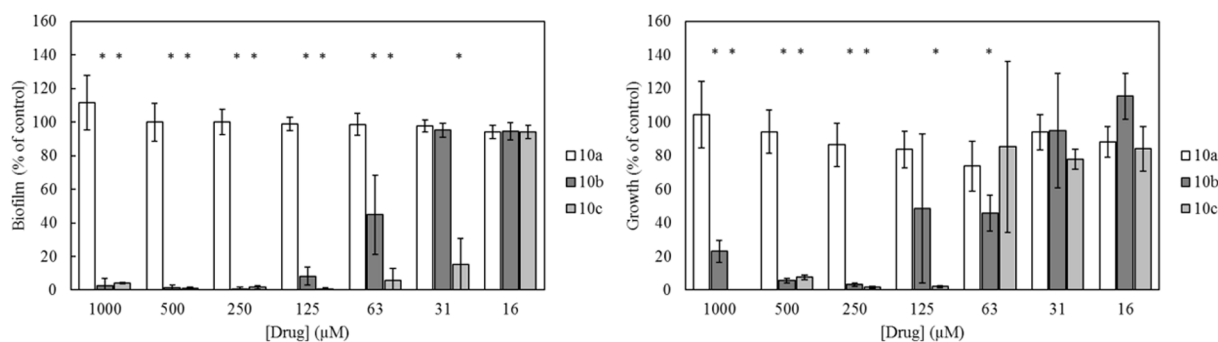 160
140
120
100
80
60
40
20
0
Biofilm (% of control)
* * * * * * * * * * *
1000 500 250 125 63 31 16
[Drug] (µM)
10a
10b
10c
160
140
120
100
80
60
40
20
0
Growth (% of control)
* * * * * * * *
1000 500 250 125 63 31 16
[Drug] (µM)
10a
10b
10c